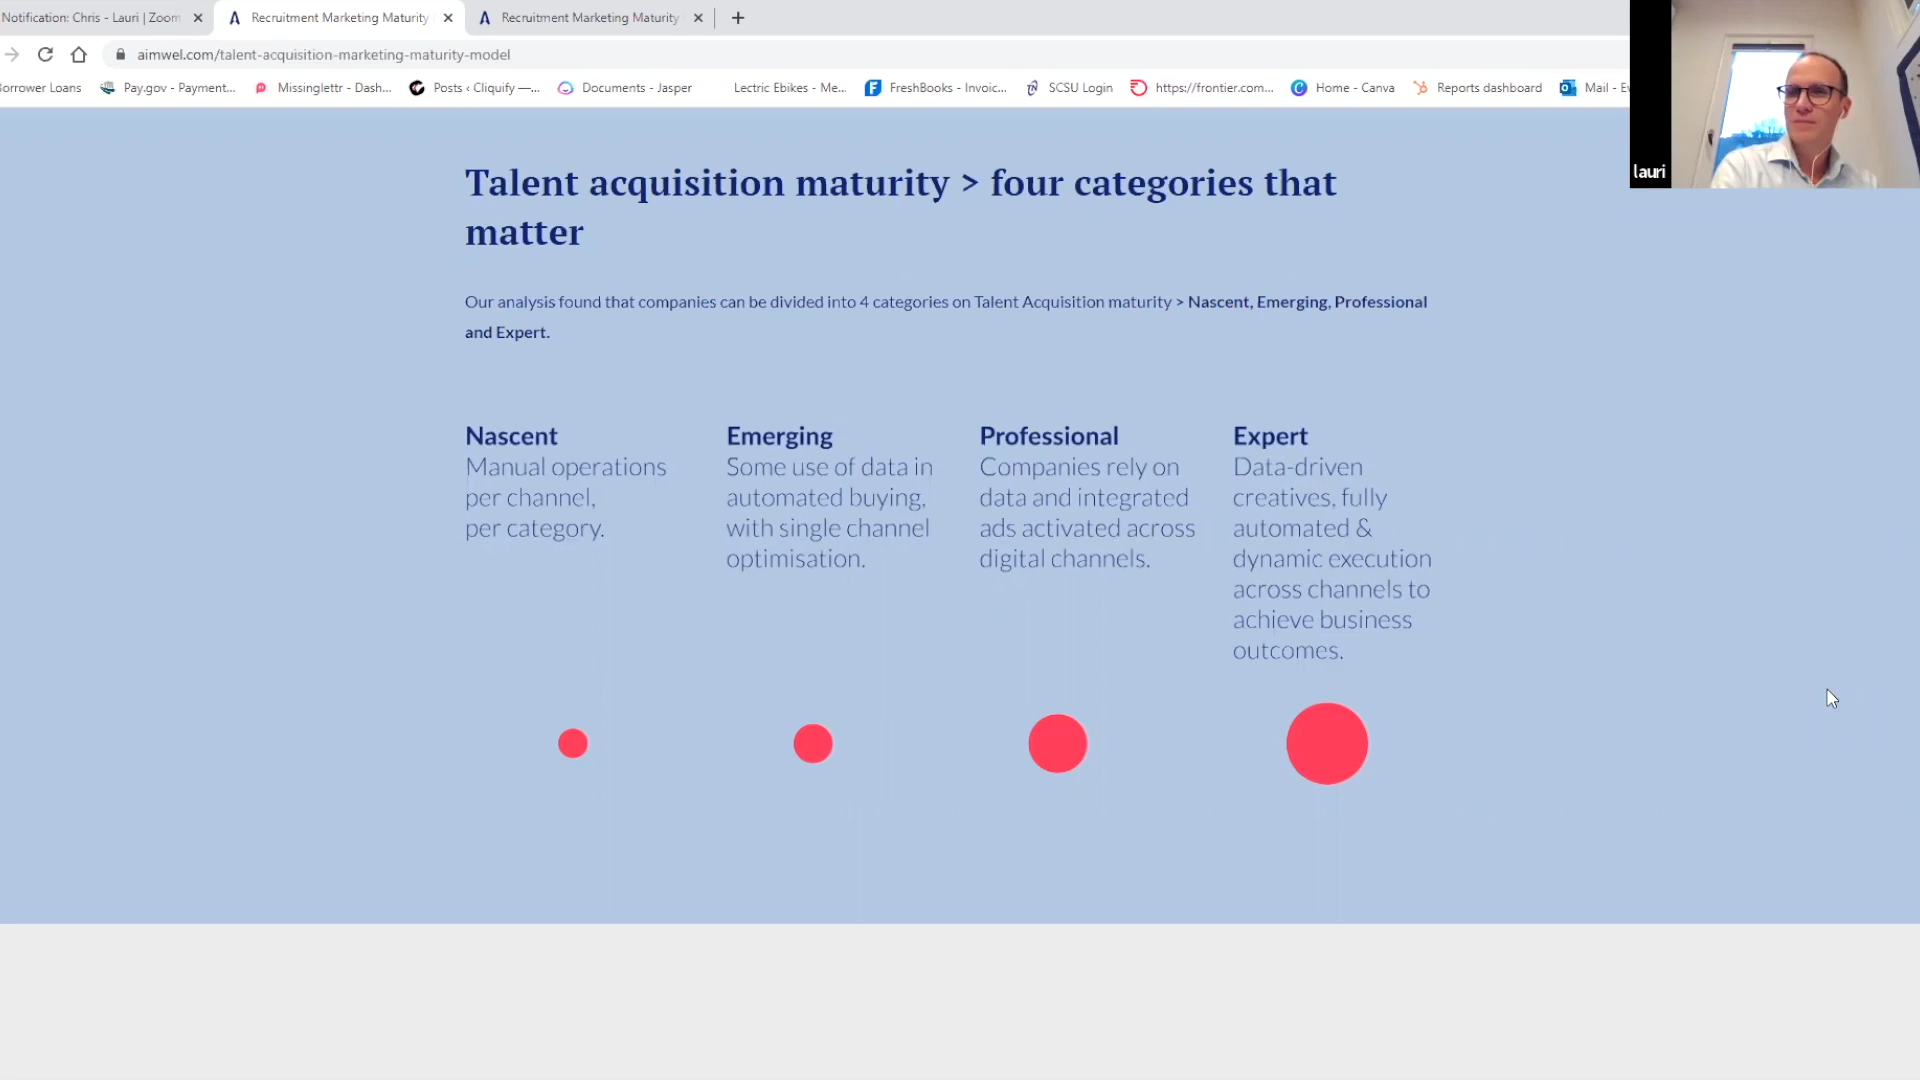 Notification: Chris - Lauri | Zoom
Recruitment Marketing Maturity
Recruitment Marketing Maturity
aimwel.com/talent-acquisition-marketing-maturity-model
Borrower Loans
Pay.gov - Payment...
Missinglettr - Dash...
Posts ‹ Cliquify —...
Documents - Jasper
Lectric Ebikes - Me...
FreshBooks - Invoic...
SCSU Login
https://frontier.com...
Home - Canva
Reports dashboard
Mail - Ev
lauri
Talent acquisition maturity > four categories that
matter
Our analysis found that companies can be divided into 4 categories on Talent Acquisition maturity > Nascent, Emerging, Professional
and Expert.
Nascent
Manual operations
per channel,
per category.
Emerging
Some use of data in
automated buying,
with single channel
optimisation.
Professional
Companies rely on
data and integrated
ads activated across
digital channels.
Expert
Data-driven
creatives, fully
automated &
dynamic execution
across channels to
achieve business
outcomes.